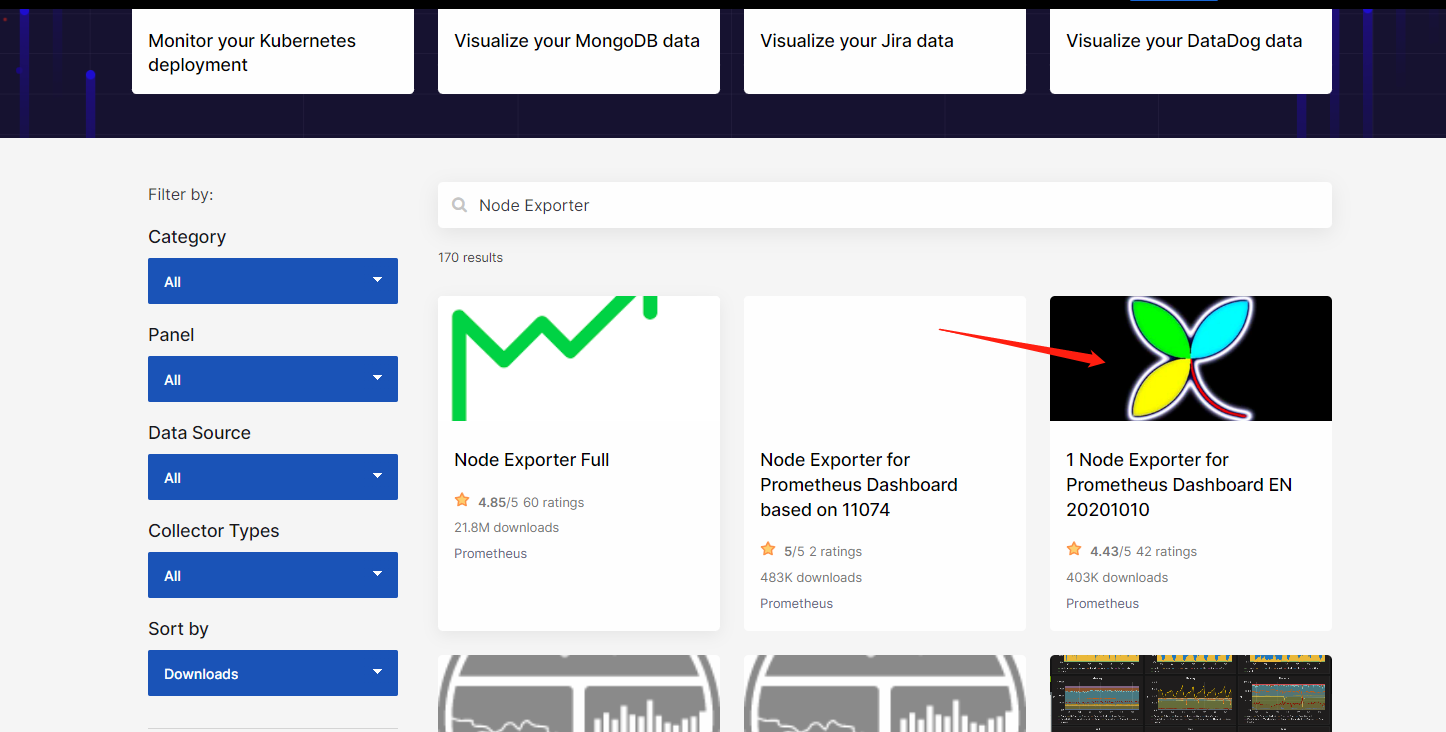 Monitor your Kubernetes
deployment
Visualize your MongoDB data
Visualize your Jira data
Visualize your DataDog data
Filter by:
Category
All
Panel
All
Data Source
All
Collector Types
All
Sort by
Downloads
Node Exporter
170 results
Node Exporter Full
4.85/5 60 ratings
21.8M downloads
Prometheus
Node Exporter for
Prometheus Dashboard
based on 11074
5/5 2 ratings
483K downloads
Prometheus
1 Node Exporter for
Prometheus Dashboard EN
20201010
4.43/5 42 ratings
403K downloads
Prometheus